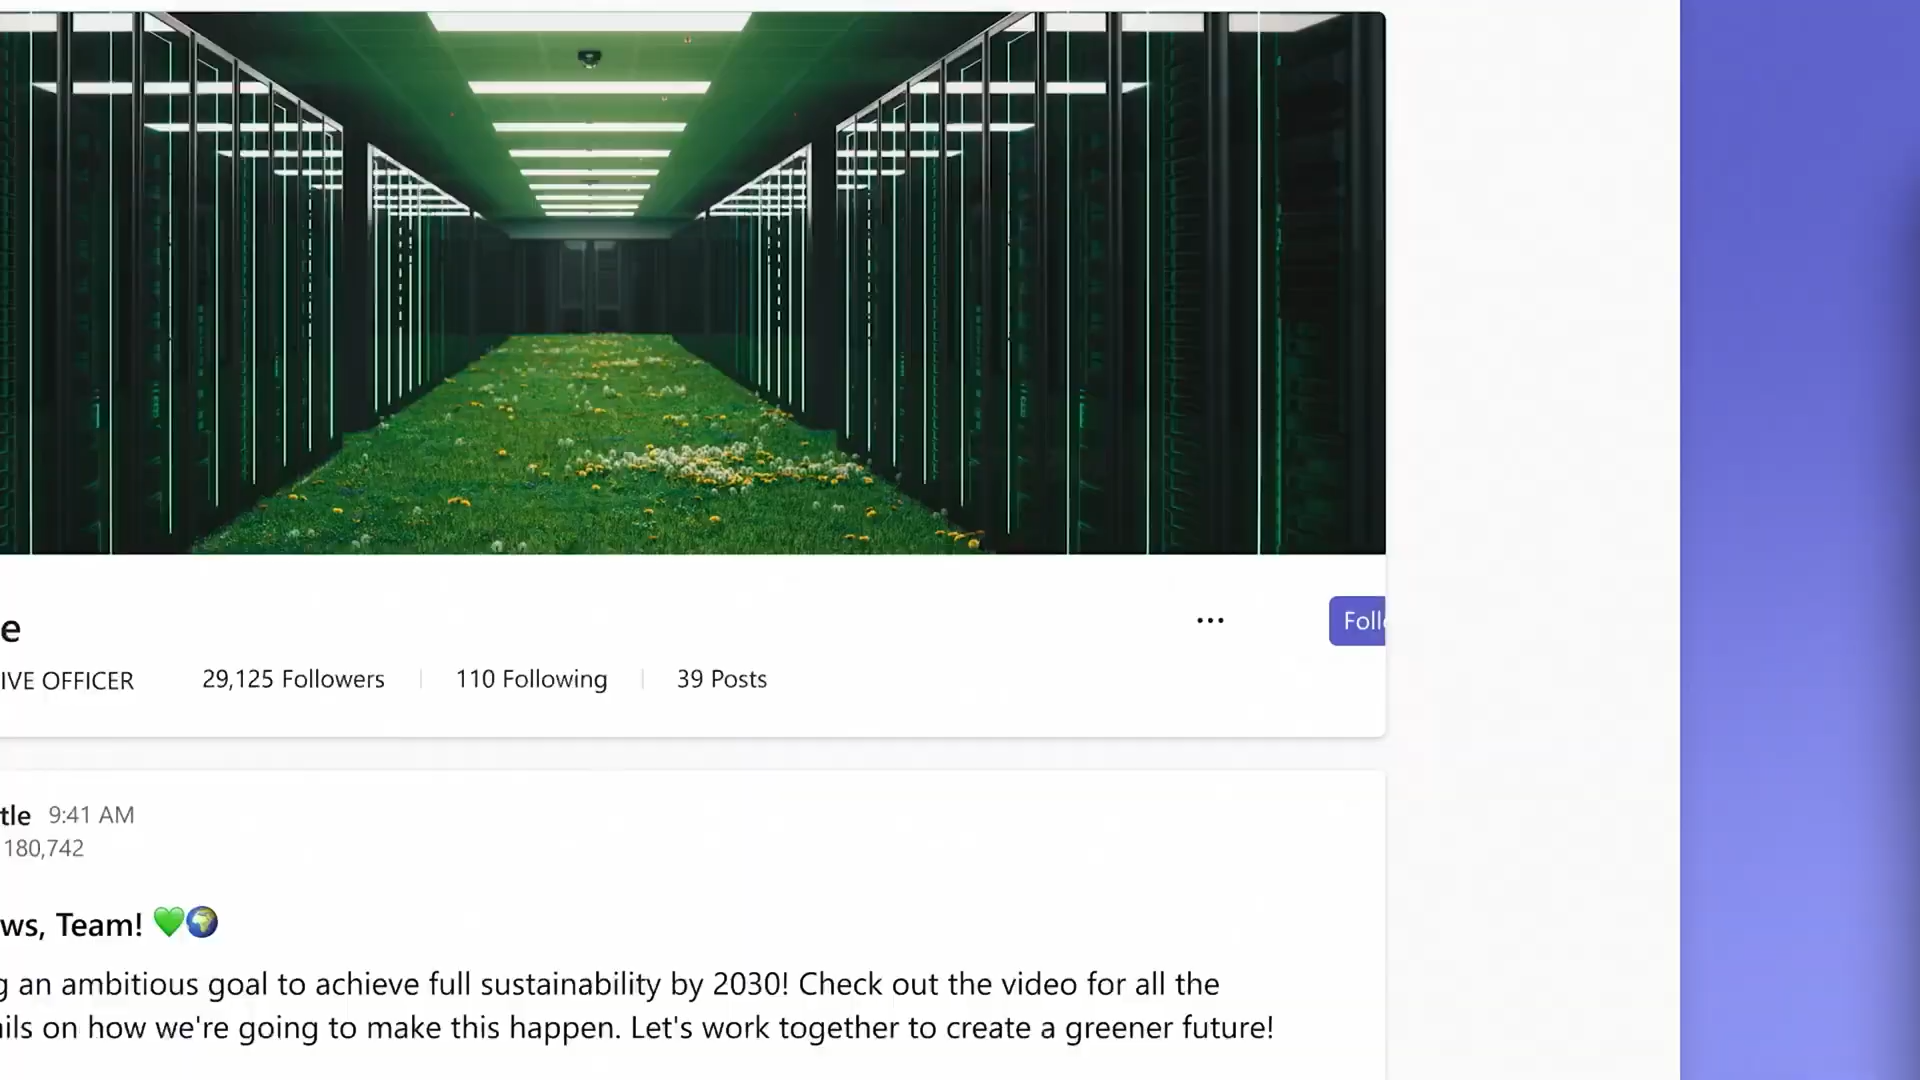 e
... Foll
IVE OFFICER 29,125 Followers 110 Following 39 Posts
tle 9:41 AM
180,742
ws, Team! 💚🌍
g an ambitious goal to achieve full sustainability by 2030! Check out the video for all the
ils on how we're going to make this happen. Let's work together to create a greener future!